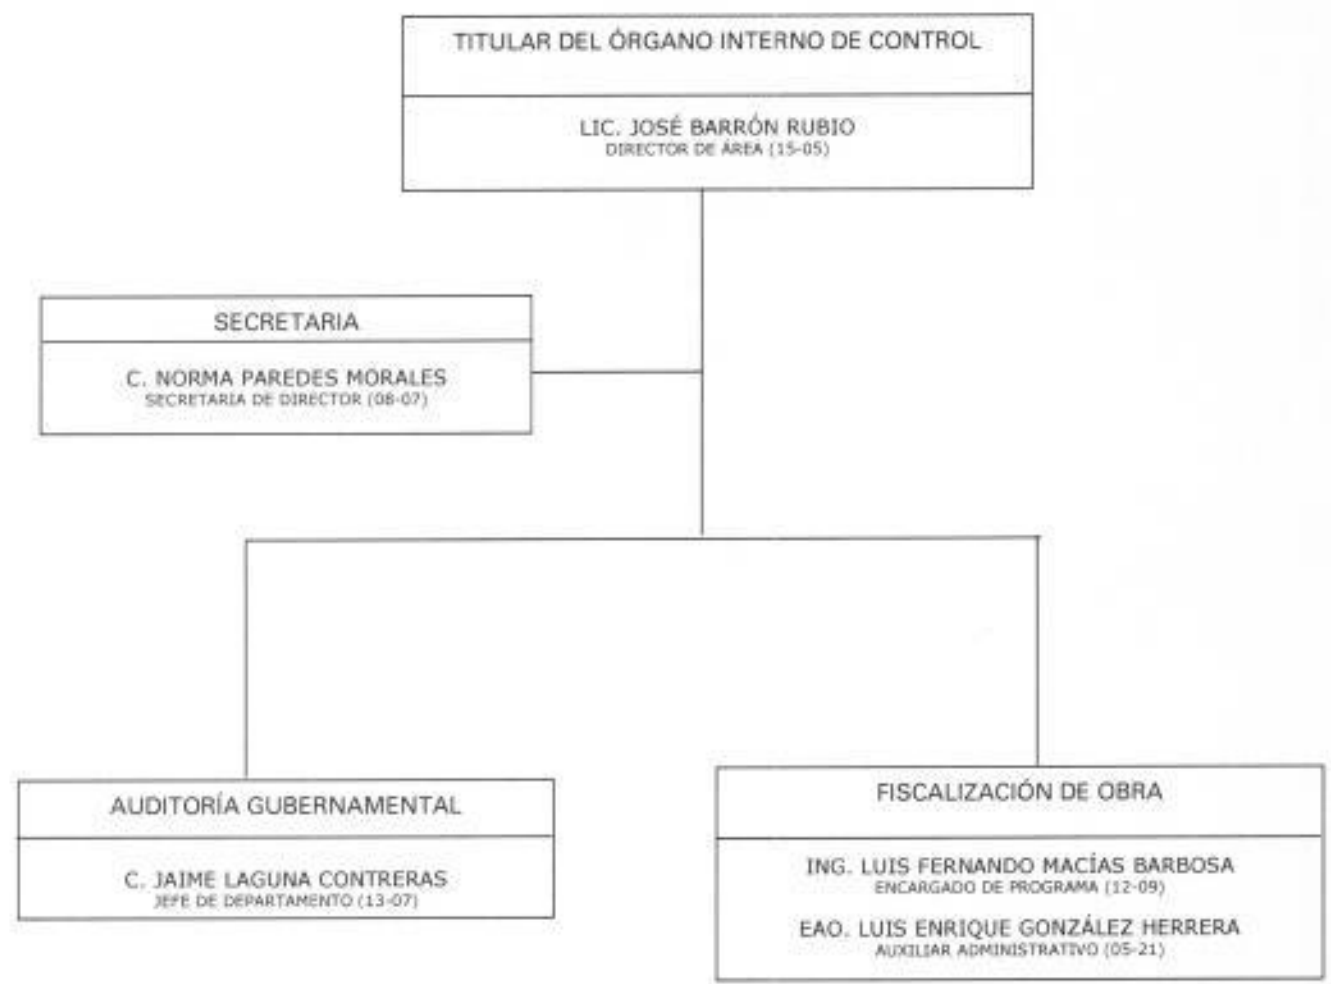 TITULAR DEL ÓRGANO INTERNO DE CONTROL
LIC. JOSÉ BARRÓN RUBIO
DIRECTOR DE ÁREA (15-05)
SECRETARIA
C. NORMA PAREDES MORALES
SECRETARIA DE DIRECTOR (08-07)
AUDITORÍA GUBERNAMENTAL
C. JAIME LAGUNA CONTRERAS
JEFE DE DEPARTAMENTO (13-07)
FISCALIZACIÓN DE OBRA
ING. LUIS FERNANDO MACÍAS BARBOSA
ENCARGADO DE PROGRAMA (12-09)
EAO. LUIS ENRIQUE GONZÁLEZ HERRERA
AUXILIAR ADMINISTRATIVO (05-21)